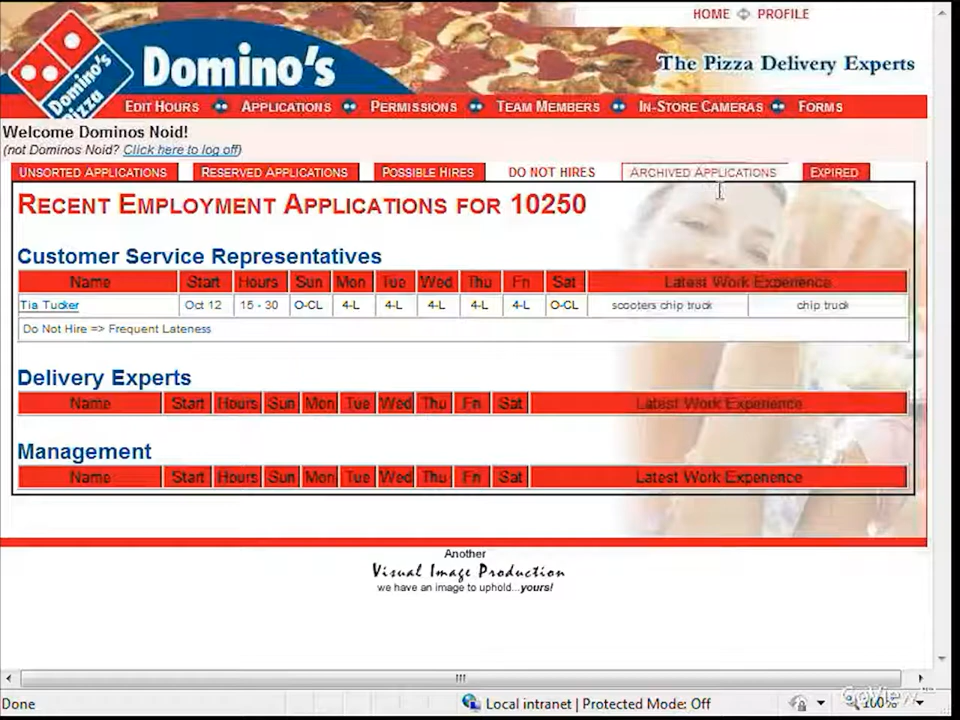 HOME PROFILE
Domino's
Domino's Pizza
The Pizza Delivery Experts
EDIT HOURS APPLICATIONS PERMISSIONS TEAM MEMBERS IN-STORE CAMERAS FORMS
Welcome Dominos Noid!
(not Dominos Noid? Click here to log off)
UNSORTED APPLICATIONS RESERVED APPLICATIONS POSSIBLE HIRES DO NOT HIRES ARCHIVED APPLICATIONS EXPIRED
RECENT EMPLOYMENT APPLICATIONS FOR 10250
Customer Service Representatives
Name Start Hours Sun Mon Tue Wed Thu Fri Sat Latest Work Experience
Tia Tucker Oct 12 15 - 30 O-CL 4-L 4-L 4-L 4-L 4-L O-CL scooters chip truck chip truck
Do Not Hire => Frequent Lateness
Delivery Experts
Name Start Hours Sun Mon Tue Wed Thu Fri Sat Latest Work Experience
Management
Name Start Hours Sun Mon Tue Wed Thu Fri Sat Latest Work Experience
Another
Visual Image Production
we have an image to uphold...yours!
Done Local intranet | Protected Mode: Off GoView™ 100%